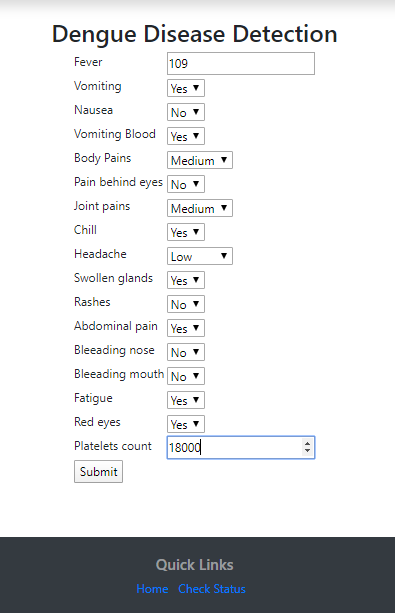 Dengue Disease Detection
Fever 109
Vomiting Yes
Nausea No
Vomiting Blood Yes
Body Pains Medium
Pain behind eyes No
Joint pains Medium
Chill Yes
Headache Low
Swollen glands Yes
Rashes No
Abdominal pain Yes
Bleeading nose No
Bleeading mouth No
Fatigue Yes
Red eyes Yes
Platelets count 18000
Submit
Quick Links
Home Check Status